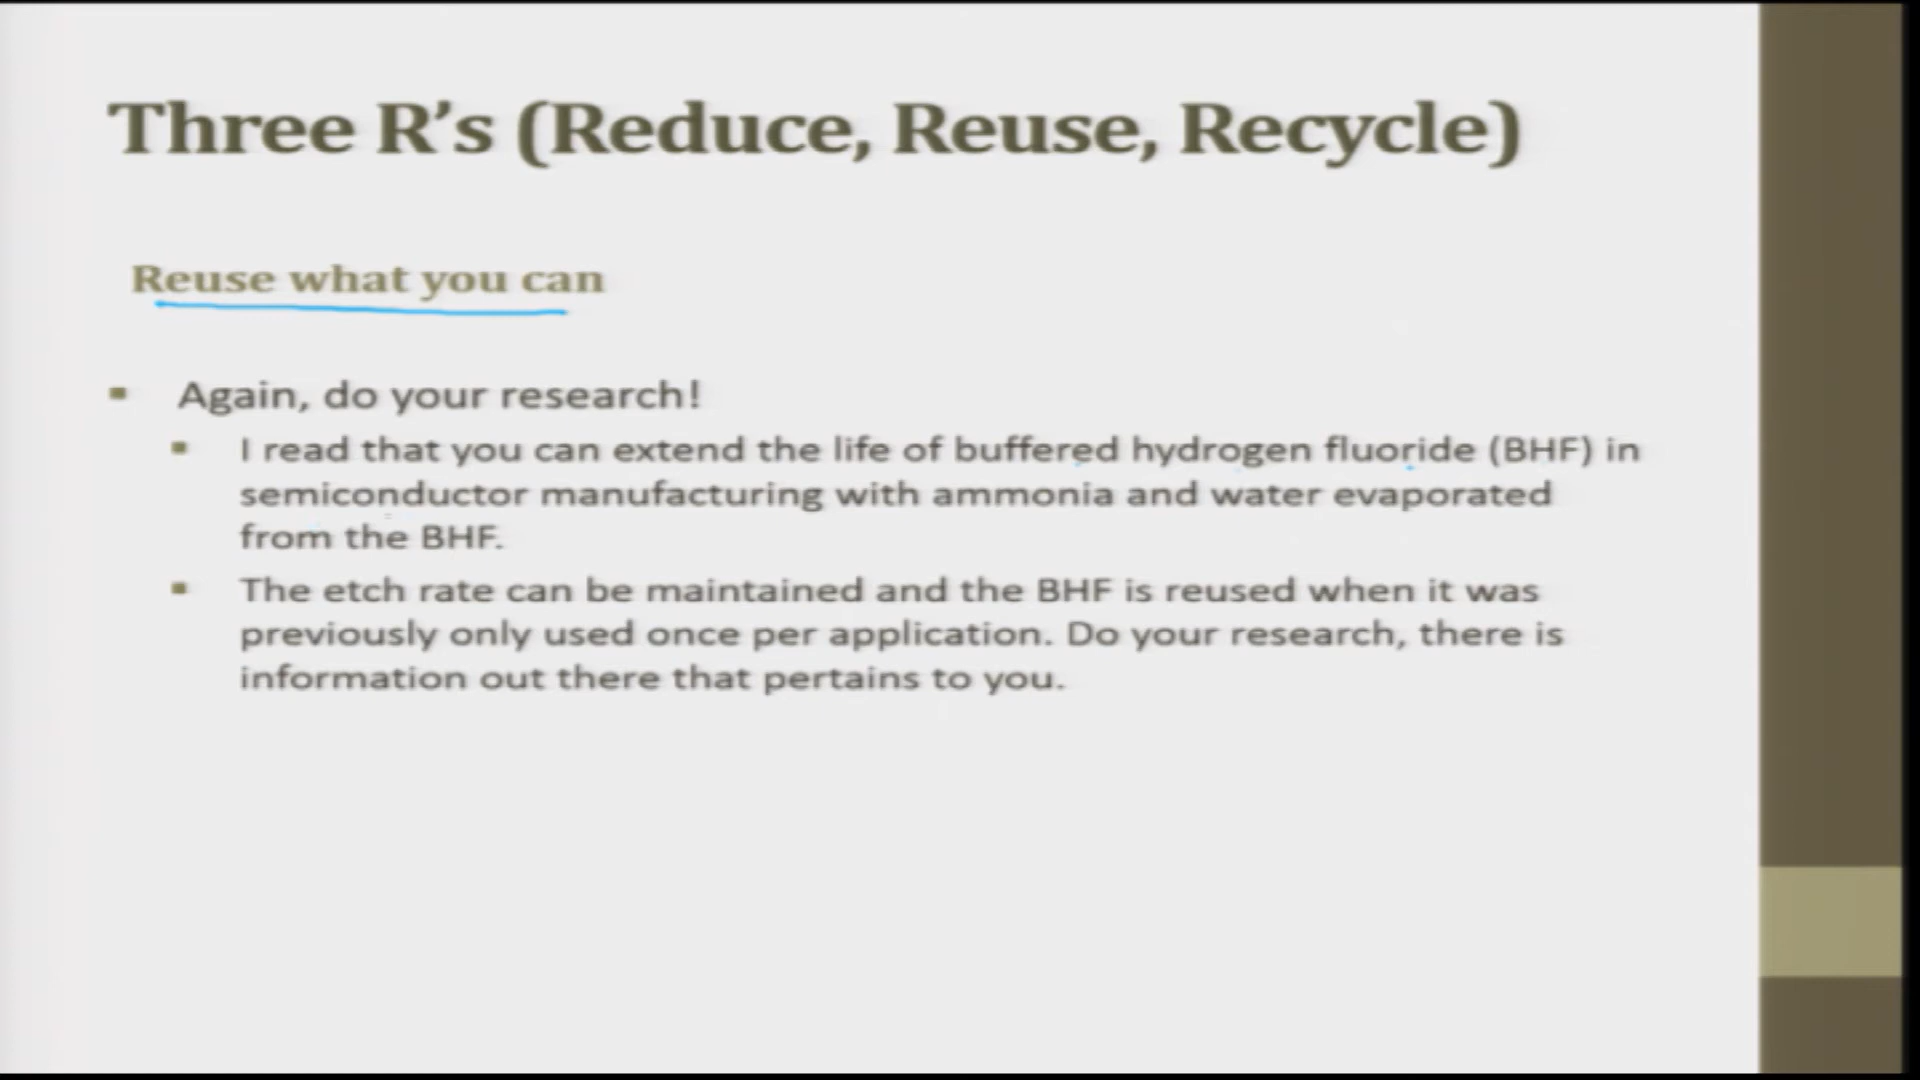 Three R's (Reduce, Reuse, Recycle)
Reuse what you can
Again, do your research!
I read that you can extend the life of buffered hydrogen fluoride (BHF) in
semiconductor manufacturing with ammonia and water evaporated
from the BHF.
The etch rate can be maintained and the BHF is reused when it was
previously only used once per application. Do your research, there is
information out there that pertains to you.